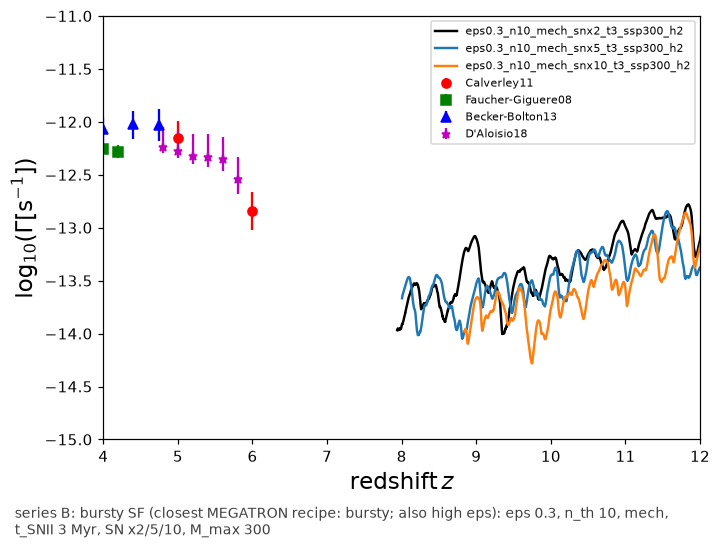 −11.0
−11.5
−12.0
−12.5
−13.0
−13.5
−14.0
−14.5
−15.0
log₁₀(Γ[s⁻¹])
eps0.3_n10_mech_snx2_t3_ssp300_h2
eps0.3_n10_mech_snx5_t3_ssp300_h2
eps0.3_n10_mech_snx10_t3_ssp300_h2
Calverley11
Faucher-Giguere08
Becker-Bolton13
D'Aloisio18
4 5 6 7 8 9 10 11 12
redshift z
series B: bursty SF (closest MEGATRON recipe: bursty; also high eps): eps 0.3, n_th 10, mech,
t_SNII 3 Myr, SN x2/5/10, M_max 300